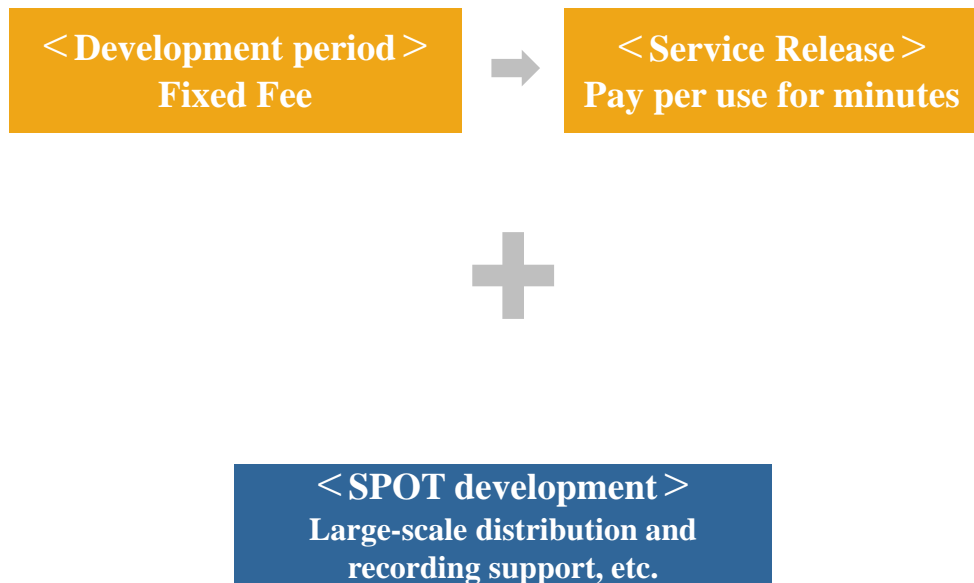 ＜Development period＞
Fixed Fee
＜Service Release＞
Pay per use for minutes
＜SPOT development＞
Large-scale distribution and
recording support, etc.